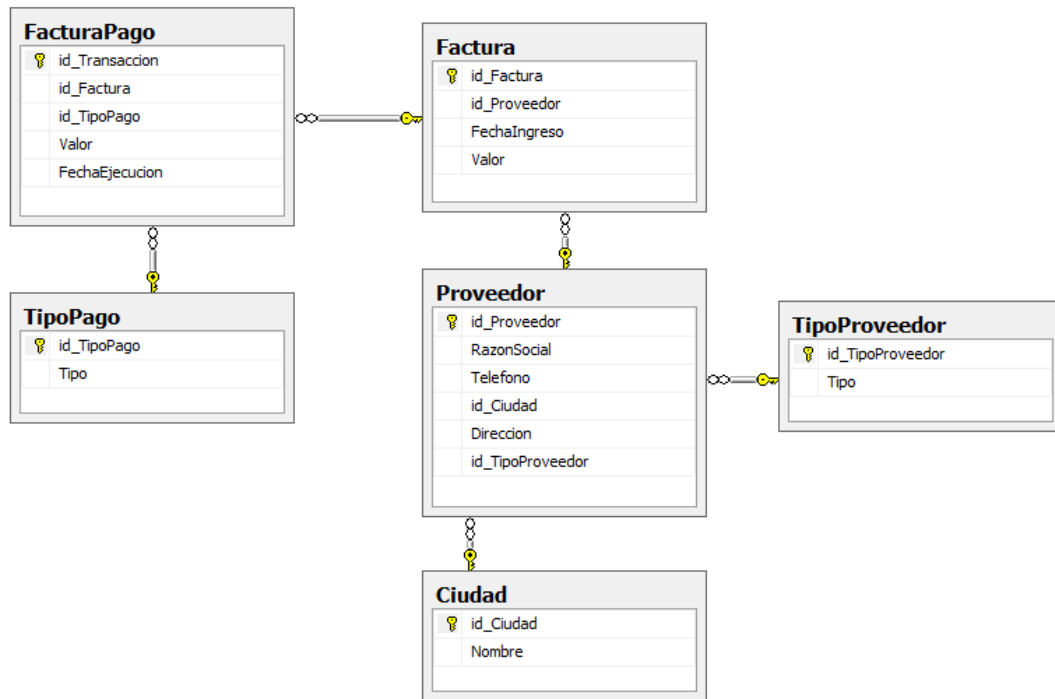 FacturaPago
id_Transaccion
id_Factura
id_TipoPago
Valor
FechaEjecucion
Factura
id_Factura
id_Proveedor
FechaIngreso
Valor
TipoPago
id_TipoPago
Tipo
Proveedor
id_Proveedor
RazonSocial
Telefono
id_Ciudad
Direccion
id_TipoProveedor
TipoProveedor
id_TipoProveedor
Tipo
Ciudad
id_Ciudad
Nombre